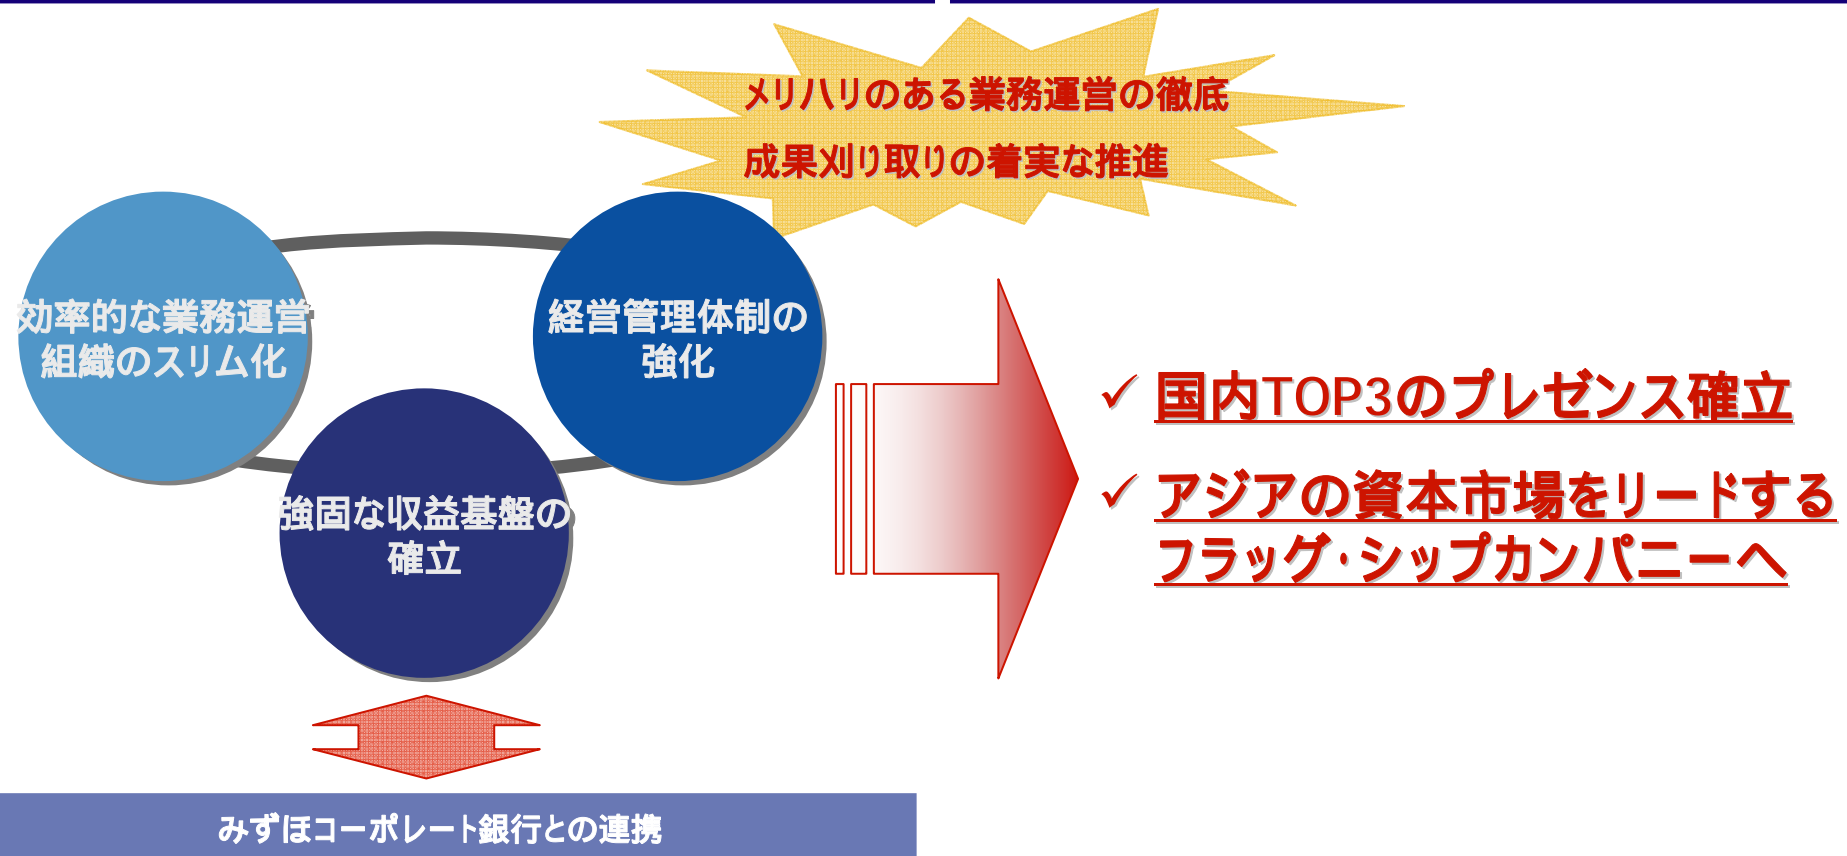 メリハリのある業務運営の徹底
成果刈り取りの着実な推進
効率的な業務運営・
組織のスリム化
経営管理体制の
強化
強固な収益基盤の
確立
✓ 国内TOP3のプレゼンス確立
✓ アジアの資本市場をリードする
フラッグ・シップカンパニーへ
みずほコーポレート銀行との連携